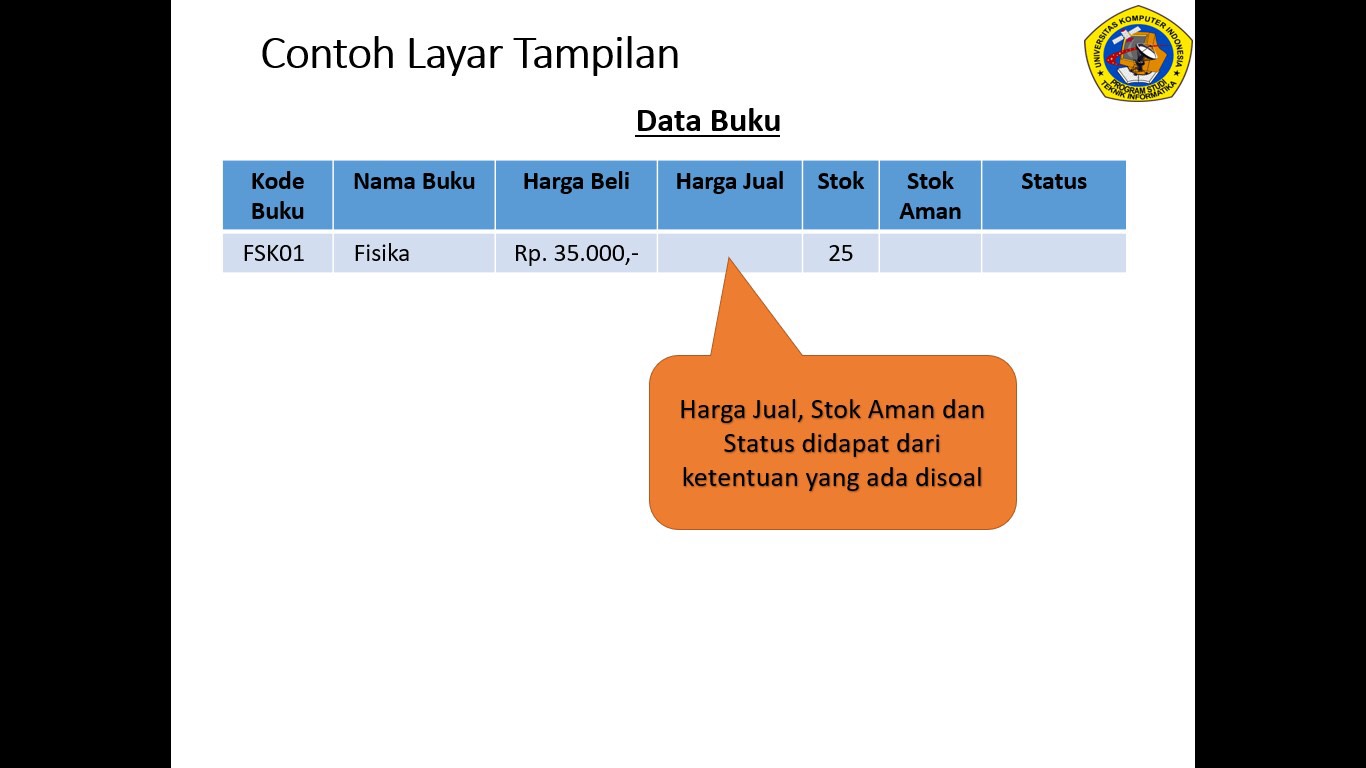 Contoh Layar Tampilan
UNIVERSITAS KOMPUTER INDONESIA
PROGRAM STUDI
TEKNIK INFORMATIKA
Data Buku
Kode Buku Nama Buku Harga Beli Harga Jual Stok Stok Aman Status
FSK01 Fisika Rp. 35.000,- 25
Harga Jual, Stok Aman dan
Status didapat dari
ketentuan yang ada disoal